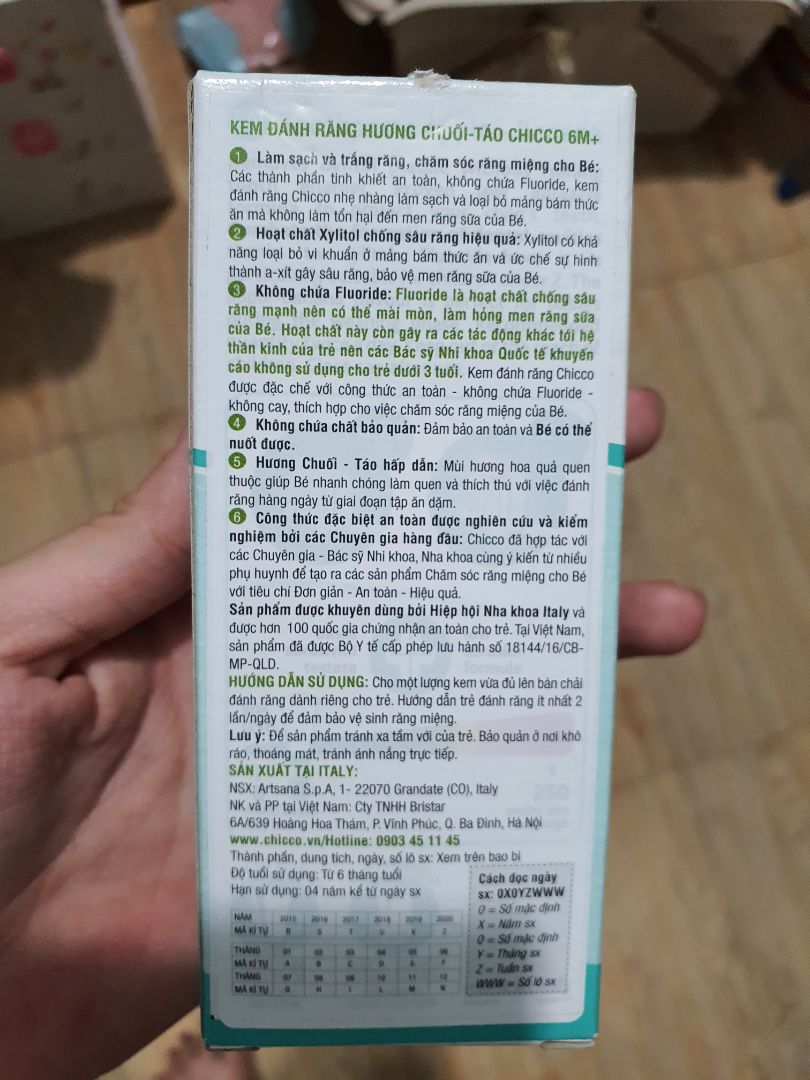 KEM ĐÁNH RĂNG HƯƠNG CHUỐI-TÁO CHICCO 6M+
1 Làm sạch và trắng răng, chăm sóc răng miệng cho Bé:
Các thành phần tinh khiết an toàn, không chứa Fluoride, kem
đánh răng Chicco nhẹ nhàng làm sạch và loại bỏ mảng bám thức
ăn mà không làm tổn hại đến men răng sữa của Bé.
2 Hoạt chất Xylitol chống sâu răng hiệu quả: Xylitol có khả
năng loại bỏ vi khuẩn ở mảng bám thức ăn và ức chế sự hình
thành a-xít gây sâu răng, bảo vệ men răng sữa của Bé.
3 Không chứa Fluoride: Fluoride là hoạt chất chống sâu
răng mạnh nên có thể mài mòn, làm hỏng men răng sữa
của Bé. Hoạt chất này còn gây ra các tác động khác tới hệ
thần kinh của trẻ nên các Bác sỹ Nhi khoa Quốc tế khuyến
cáo không sử dụng cho trẻ dưới 3 tuổi. Kem đánh răng Chicco
được đặc chế với công thức an toàn - không chứa Fluoride -
không cay, thích hợp cho việc chăm sóc răng miệng của Bé.
4 Không chứa chất bảo quản: Đảm bảo an toàn và Bé có thể
nuốt được.
5 Hương Chuối - Táo hấp dẫn: Mùi hương hoa quả quen
thuộc giúp Bé nhanh chóng làm quen và thích thú với việc đánh
răng hàng ngày từ giai đoạn tập ăn dặm.
6 Công thức đặc biệt an toàn được nghiên cứu và kiểm
nghiệm bởi các Chuyên gia hàng đầu: Chicco đã hợp tác với
các Chuyên gia - Bác sỹ Nhi khoa, Nha khoa cùng ý kiến từ nhiều
phụ huynh để tạo ra các sản phẩm Chăm sóc răng miệng cho Bé
với tiêu chí Đơn giản - An toàn - Hiệu quả.
Sản phẩm được khuyên dùng bởi Hiệp hội Nha khoa Italy và
được hơn 100 quốc gia chứng nhận an toàn cho trẻ. Tại Việt Nam,
sản phẩm đã được Bộ Y tế cấp phép lưu hành số 18144/16/CB-
MP-QLD.
HƯỚNG DẪN SỬ DỤNG: Cho một lượng kem vừa đủ lên bàn chải
đánh răng dành riêng cho trẻ. Hướng dẫn trẻ đánh răng ít nhất 2
lần/ngày để đảm bảo vệ sinh răng miệng.
Lưu ý: Để sản phẩm tránh xa tầm với của trẻ. Bảo quản ở nơi khô
ráo, thoáng mát, tránh ánh nắng trực tiếp.
SẢN XUẤT TẠI ITALY:
NSX: Artsana S.p.A, 1- 22070 Grandate (CO), Italy
NK và PP tại Việt Nam: Cty TNHH Bristar
6A/639 Hoàng Hoa Thám, P. Vĩnh Phúc, Q. Ba Đình, Hà Nội
www.chicco.vn/Hotline: 0903 45 11 45
Thành phần, dung tích, ngày, số lô sx: Xem trên bao bì
Độ tuổi sử dụng: Từ 6 tháng tuổi
Hạn sử dụng: 04 năm kể từ ngày sx
NĂM 2015 2016 2017 2018 2019 2020
MÃ KÍ TỰ R S T U V Z
THÁNG 01 02 03 04 05 06
MÃ KÍ TỰ A B C D E F
THÁNG 07 08 09 10 11 12
MÃ KÍ TỰ G H I L M N
Cách đọc ngày
sx: 0X0YZWWW
0 = Số mặc định
X = Năm sx
0 = Số mặc định
Y = Tháng sx
Z = Tuần sx
WWW = Số lô sx